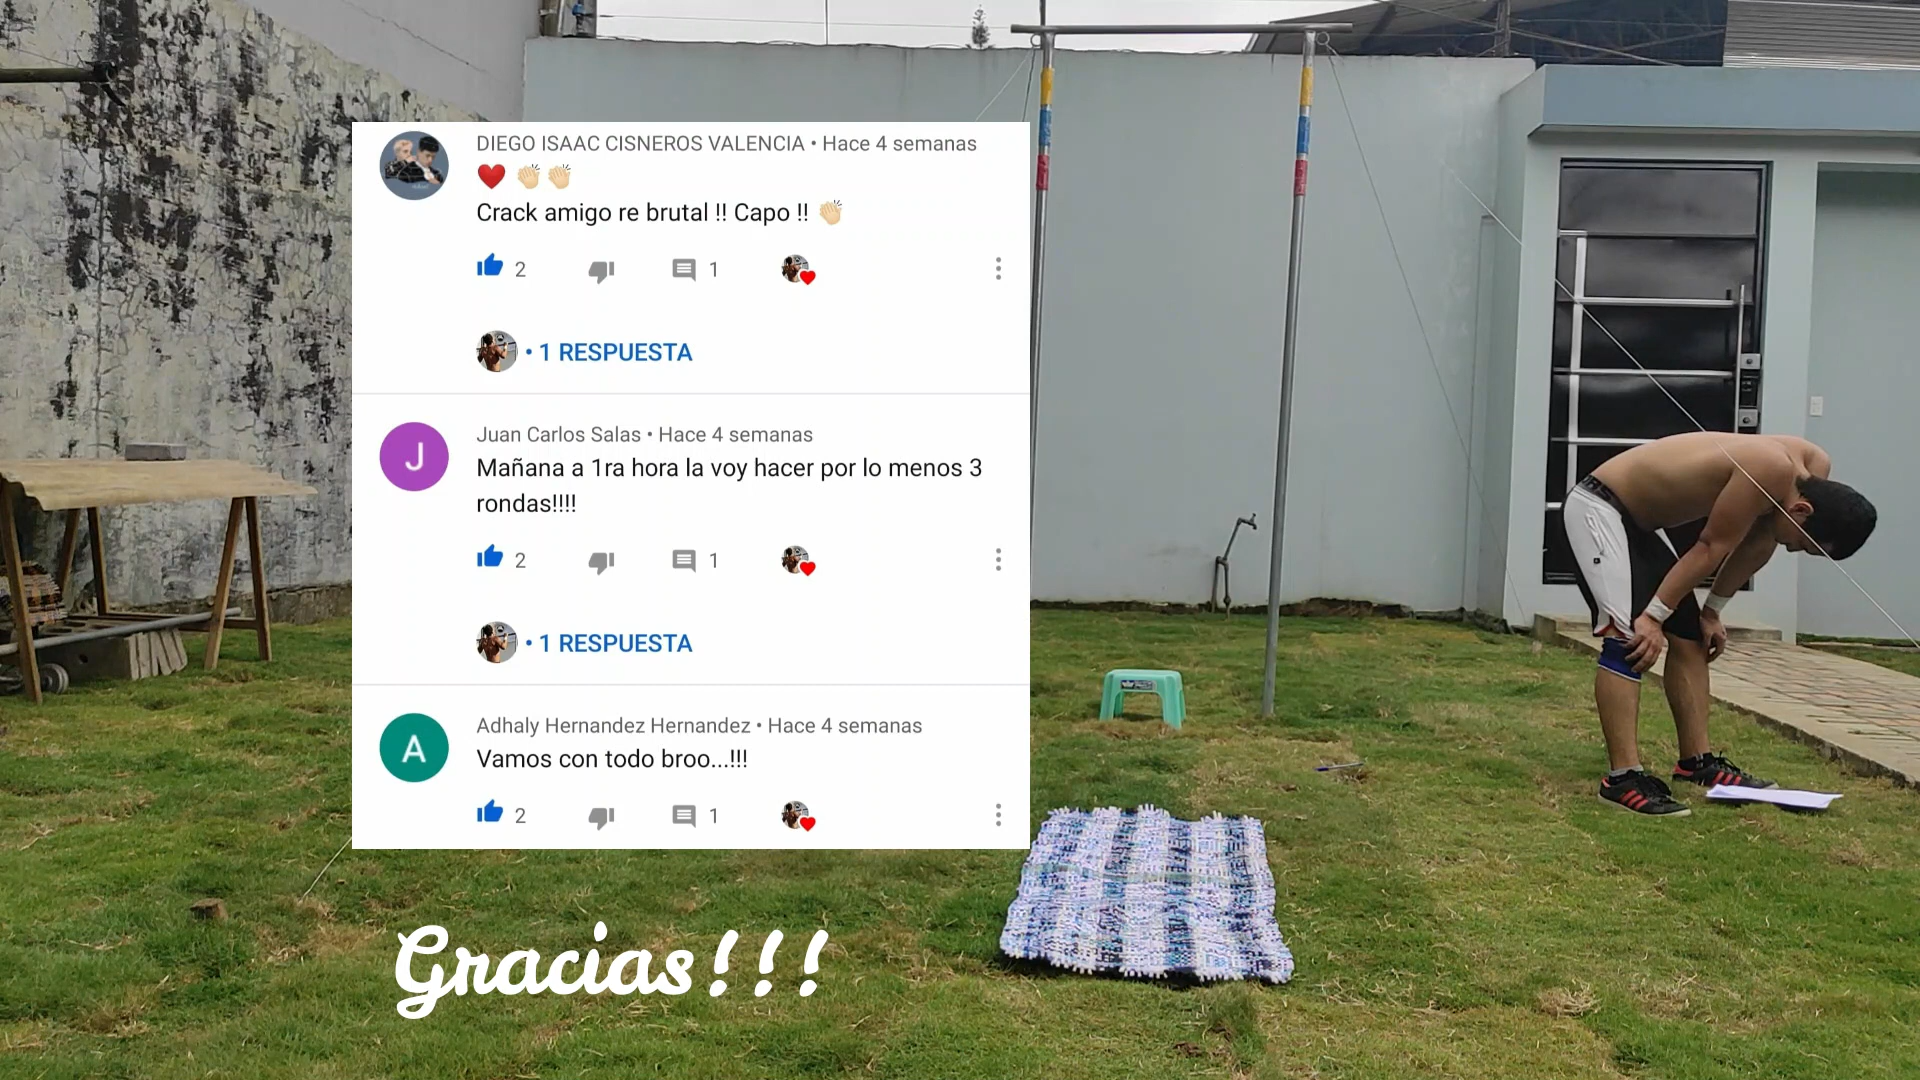 DIEGO ISAAC CISNEROS VALENCIA • Hace 4 semanas
❤️ 👏🏻 👏🏻
Crack amigo re brutal !! Capo !! 👏🏻
2
1
• 1 RESPUESTA
J
Juan Carlos Salas • Hace 4 semanas
Mañana a 1ra hora la voy hacer por lo menos 3
rondas!!!!
2
1
• 1 RESPUESTA
A
Adhaly Hernandez Hernandez • Hace 4 semanas
Vamos con todo broo...!!!
2
1
Gracias!!!